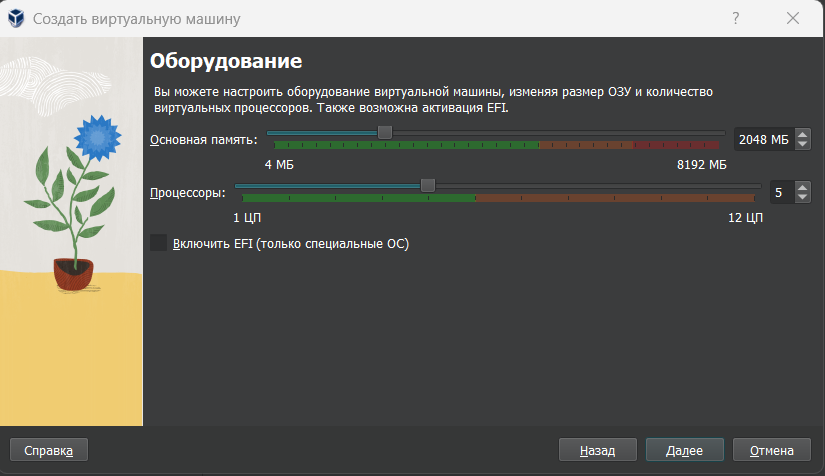 Создать виртуальную машину
?
Оборудование
Вы можете настроить оборудование виртуальной машины, изменяя размер ОЗУ и количество
виртуальных процессоров. Также возможна активация EFI.
Основная память:
2048 МБ
4 МБ
8192 МБ
Процессоры:
5
1 ЦП
12 ЦП
Включить EFI (только специальные ОС)
Справка
Назад
Далее
Отмена